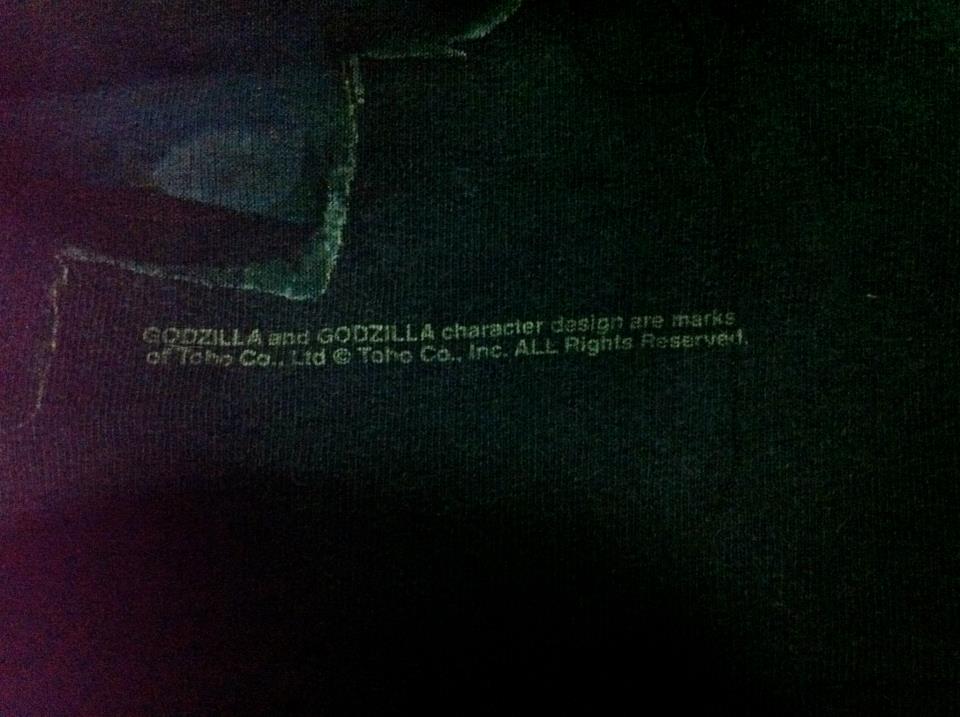 GODZILLA and GODZILLA character design are marks
of Toho Co., Ltd © Toho Co., Inc. ALL Rights Reserved.